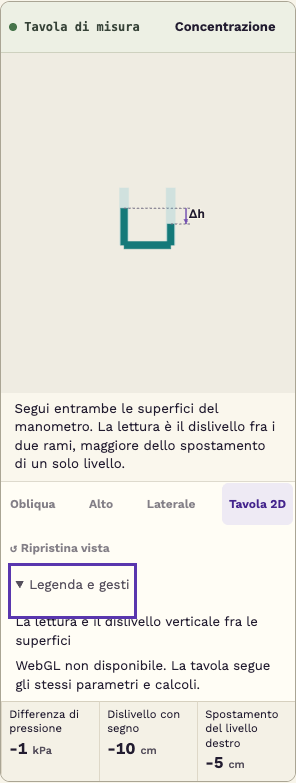 Tavola di misura Concentrazione
Δh
Segui entrambe le superfici del
manometro. La lettura è il dislivello fra i
due rami, maggiore dello spostamento
di un solo livello.
Obliqua Alto Laterale Tavola 2D
↺ Ripristina vista
▼ Legenda e gesti
La lettura è il dislivello verticale fra le
superfici
WebGL non disponibile. La tavola segue
gli stessi parametri e calcoli.
Differenza di
pressione
-1 kPa
Dislivello con
segno
-10 cm
Spostamento
del livello
destro
-5 cm